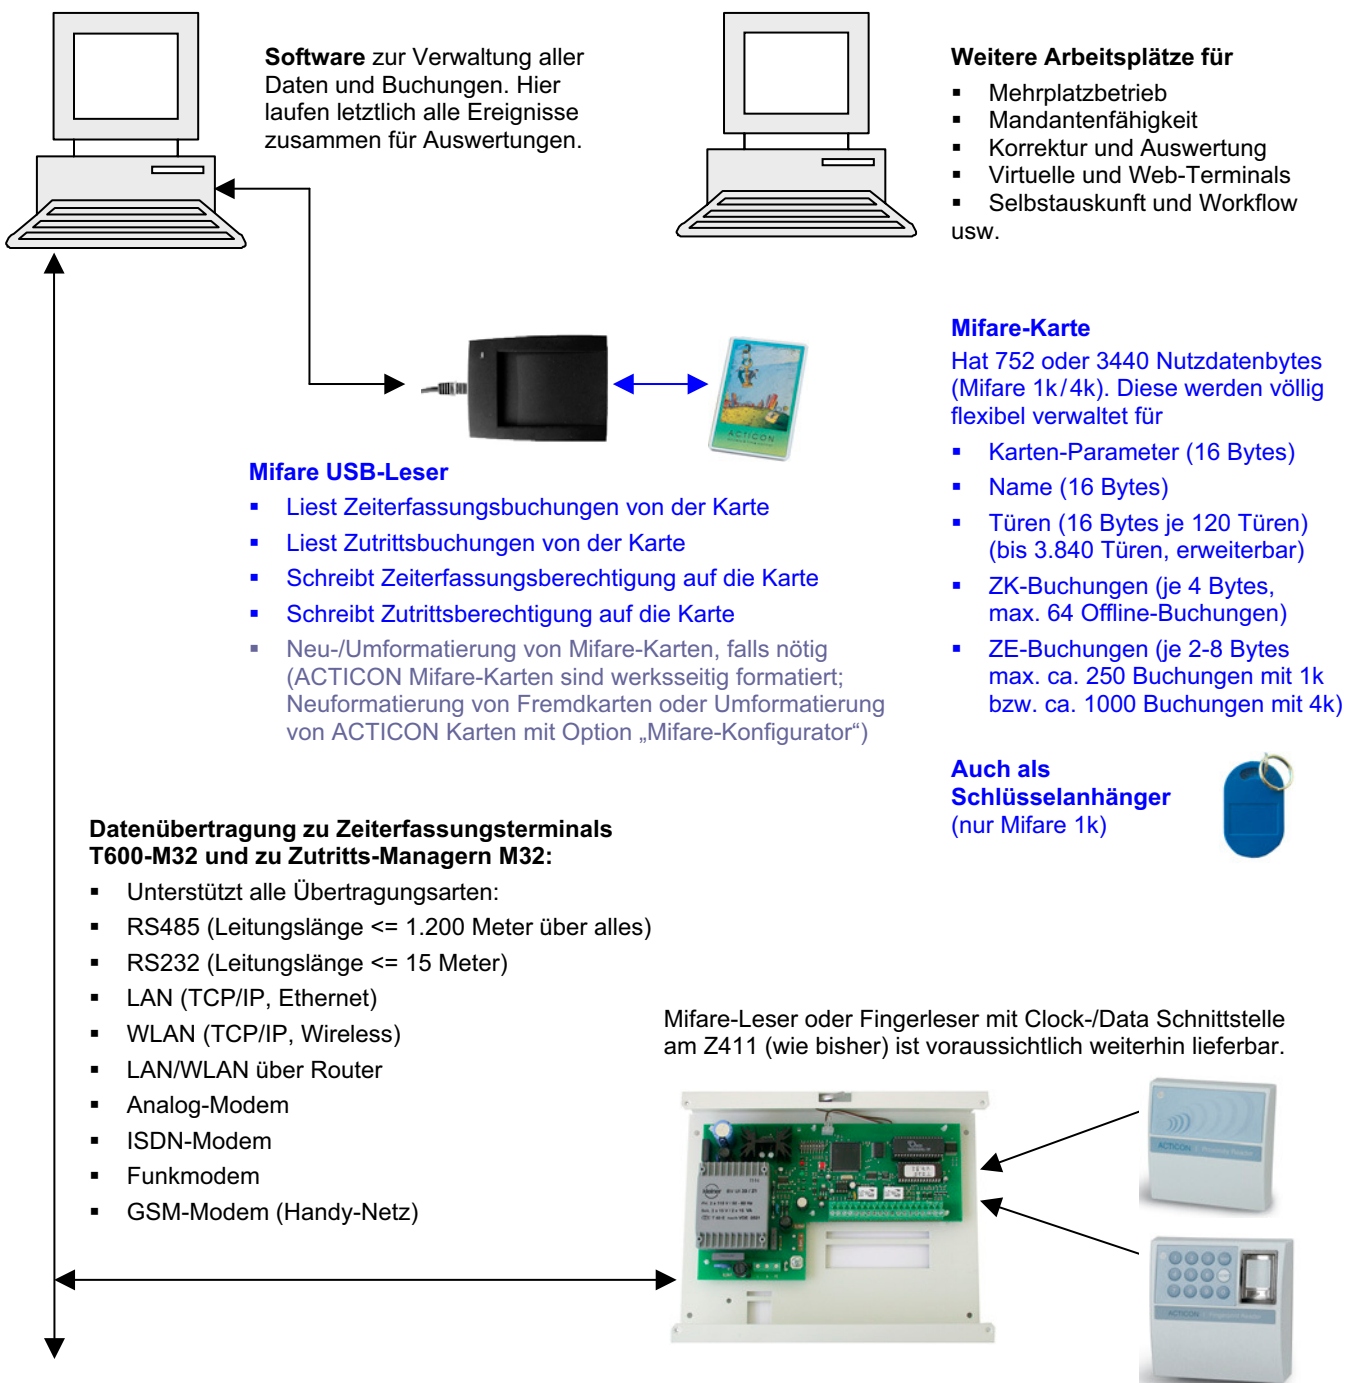 Software zur Verwaltung aller
Daten und Buchungen. Hier
laufen letztlich alle Ereignisse
zusammen für Auswertungen.
Weitere Arbeitsplätze für
▪ Mehrplatzbetrieb
▪ Mandantenfähigkeit
▪ Korrektur und Auswertung
▪ Virtuelle und Web-Terminals
▪ Selbstauskunft und Workflow
usw.
ACTICON
Mifare USB-Leser
▪ Liest Zeiterfassungsbuchungen von der Karte
▪ Liest Zutrittsbuchungen von der Karte
▪ Schreibt Zeiterfassungsberechtigung auf die Karte
▪ Schreibt Zutrittsberechtigung auf die Karte
▪ Neu-/Umformatierung von Mifare-Karten, falls nötig
(ACTICON Mifare-Karten sind werksseitig formatiert;
Neuformatierung von Fremdkarten oder Umformatierung
von ACTICON Karten mit Option „Mifare-Konfigurator“)
Mifare-Karte
Hat 752 oder 3440 Nutzdatenbytes
(Mifare 1k/4k). Diese werden völlig
flexibel verwaltet für
▪ Karten-Parameter (16 Bytes)
▪ Name (16 Bytes)
▪ Türen (16 Bytes je 120 Türen)
(bis 3.840 Türen, erweiterbar)
▪ ZK-Buchungen (je 4 Bytes,
max. 64 Offline-Buchungen)
▪ ZE-Buchungen (je 2-8 Bytes
max. ca. 250 Buchungen mit 1k
bzw. ca. 1000 Buchungen mit 4k)
Auch als
Schlüsselanhänger
(nur Mifare 1k)
Datenübertragung zu Zeiterfassungsterminals
T600-M32 und zu Zutritts-Managern M32:
▪ Unterstützt alle Übertragungsarten:
▪ RS485 (Leitungslänge <= 1.200 Meter über alles)
▪ RS232 (Leitungslänge <= 15 Meter)
▪ LAN (TCP/IP, Ethernet)
▪ WLAN (TCP/IP, Wireless)
▪ LAN/WLAN über Router
▪ Analog-Modem
▪ ISDN-Modem
▪ Funkmodem
▪ GSM-Modem (Handy-Netz)
Mifare-Leser oder Fingerleser mit Clock-/Data Schnittstelle
am Z411 (wie bisher) ist voraussichtlich weiterhin lieferbar.
ACTICON
ACTICON